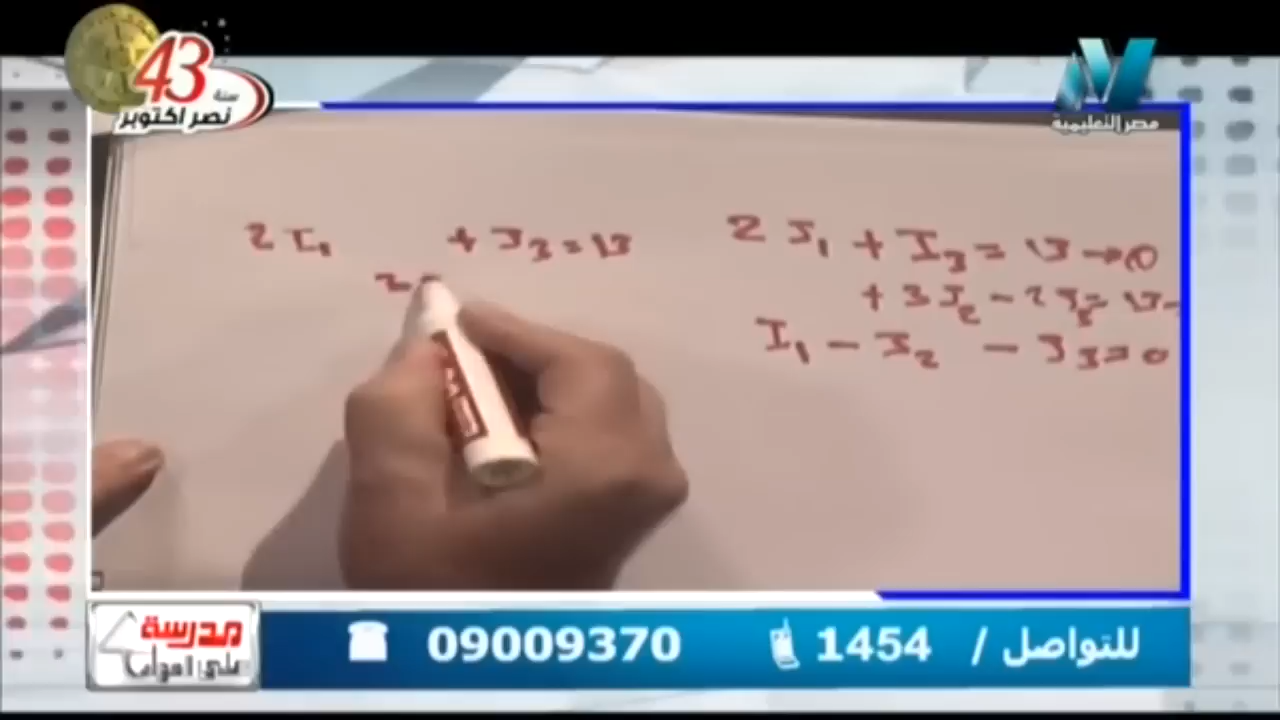 43
سنة
نصر اكتوبر
مصر التعليمية
2 I₁ + I₃ = 13
2 I₁ + I₃ = 13 → ①
+ 3 I₂ - 2 I₃ = 13 -
I₁ - I₂ - I₃ = 0
مدرسة
على الهواء
للتواصل / 1454 09009370